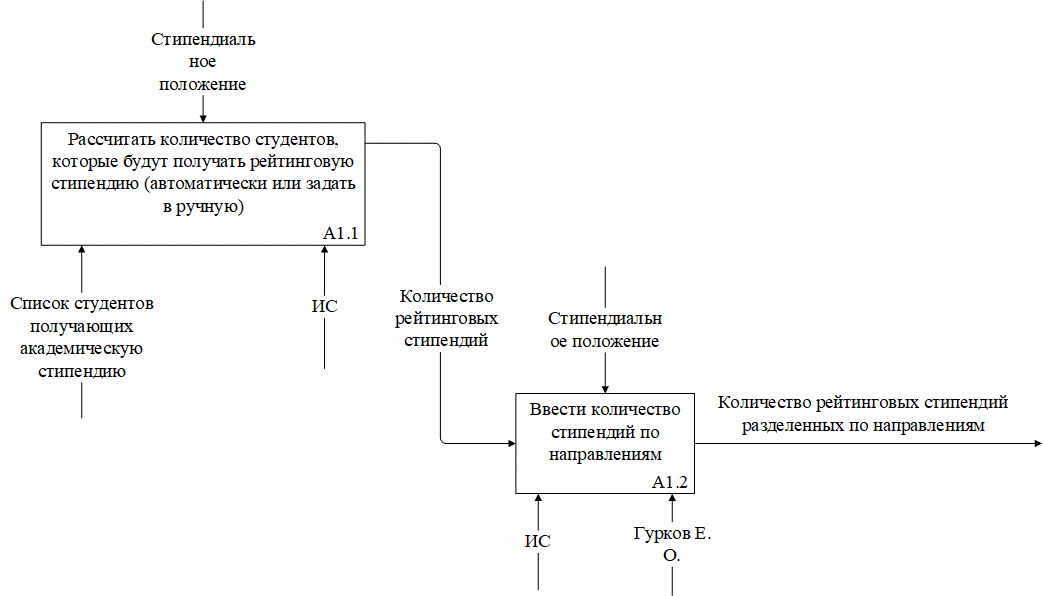 Стипендиаль
ное
положение
Рассчитать количество студентов,
которые будут получать рейтинговую
стипендию (автоматически или задать
в ручную)
А1.1
Список студентов
получающих
академическую
стипендию
ИС
Количество
рейтинговых
стипендий
Стипендиальн
ое положение
Ввести количество
стипендий по
направлениям
А1.2
Количество рейтинговых стипендий
разделенных по направлениям
ИС
Гурков Е.
О.